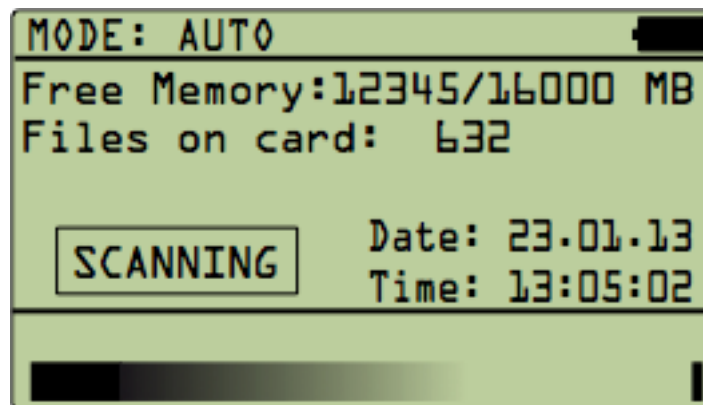 MODE: AUTO
Free Memory:12345/16000 MB
Files on card: 632
SCANNING
Date: 23.01.13
Time: 13:05:02